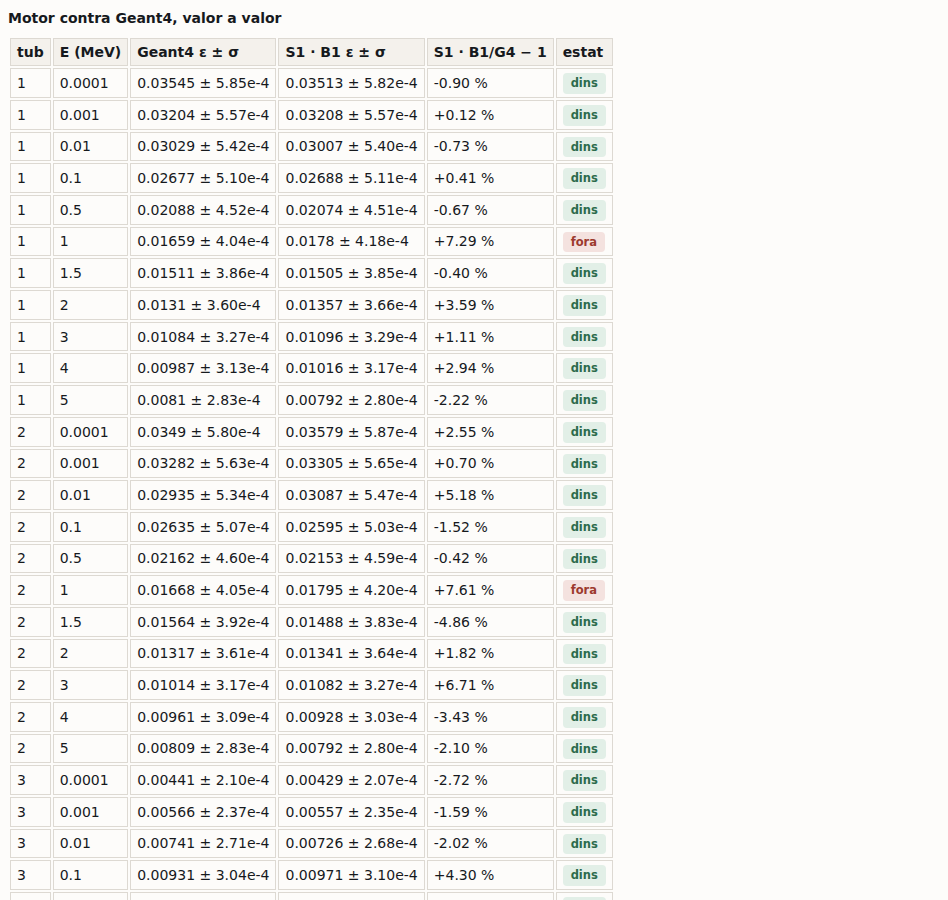 Motor contra Geant4, valor a valor
tub E (MeV) Geant4 ε ± σ S1 · B1 ε ± σ S1 · B1/G4 − 1 estat
1 0.0001 0.03545 ± 5.85e-4 0.03513 ± 5.82e-4 -0.90 % dins
1 0.001 0.03204 ± 5.57e-4 0.03208 ± 5.57e-4 +0.12 % dins
1 0.01 0.03029 ± 5.42e-4 0.03007 ± 5.40e-4 -0.73 % dins
1 0.1 0.02677 ± 5.10e-4 0.02688 ± 5.11e-4 +0.41 % dins
1 0.5 0.02088 ± 4.52e-4 0.02074 ± 4.51e-4 -0.67 % dins
1 1 0.01659 ± 4.04e-4 0.0178 ± 4.18e-4 +7.29 % fora
1 1.5 0.01511 ± 3.86e-4 0.01505 ± 3.85e-4 -0.40 % dins
1 2 0.0131 ± 3.60e-4 0.01357 ± 3.66e-4 +3.59 % dins
1 3 0.01084 ± 3.27e-4 0.01096 ± 3.29e-4 +1.11 % dins
1 4 0.00987 ± 3.13e-4 0.01016 ± 3.17e-4 +2.94 % dins
1 5 0.0081 ± 2.83e-4 0.00792 ± 2.80e-4 -2.22 % dins
2 0.0001 0.0349 ± 5.80e-4 0.03579 ± 5.87e-4 +2.55 % dins
2 0.001 0.03282 ± 5.63e-4 0.03305 ± 5.65e-4 +0.70 % dins
2 0.01 0.02935 ± 5.34e-4 0.03087 ± 5.47e-4 +5.18 % dins
2 0.1 0.02635 ± 5.07e-4 0.02595 ± 5.03e-4 -1.52 % dins
2 0.5 0.02162 ± 4.60e-4 0.02153 ± 4.59e-4 -0.42 % dins
2 1 0.01668 ± 4.05e-4 0.01795 ± 4.20e-4 +7.61 % fora
2 1.5 0.01564 ± 3.92e-4 0.01488 ± 3.83e-4 -4.86 % dins
2 2 0.01317 ± 3.61e-4 0.01341 ± 3.64e-4 +1.82 % dins
2 3 0.01014 ± 3.17e-4 0.01082 ± 3.27e-4 +6.71 % dins
2 4 0.00961 ± 3.09e-4 0.00928 ± 3.03e-4 -3.43 % dins
2 5 0.00809 ± 2.83e-4 0.00792 ± 2.80e-4 -2.10 % dins
3 0.0001 0.00441 ± 2.10e-4 0.00429 ± 2.07e-4 -2.72 % dins
3 0.001 0.00566 ± 2.37e-4 0.00557 ± 2.35e-4 -1.59 % dins
3 0.01 0.00741 ± 2.71e-4 0.00726 ± 2.68e-4 -2.02 % dins
3 0.1 0.00931 ± 3.04e-4 0.00971 ± 3.10e-4 +4.30 % dins